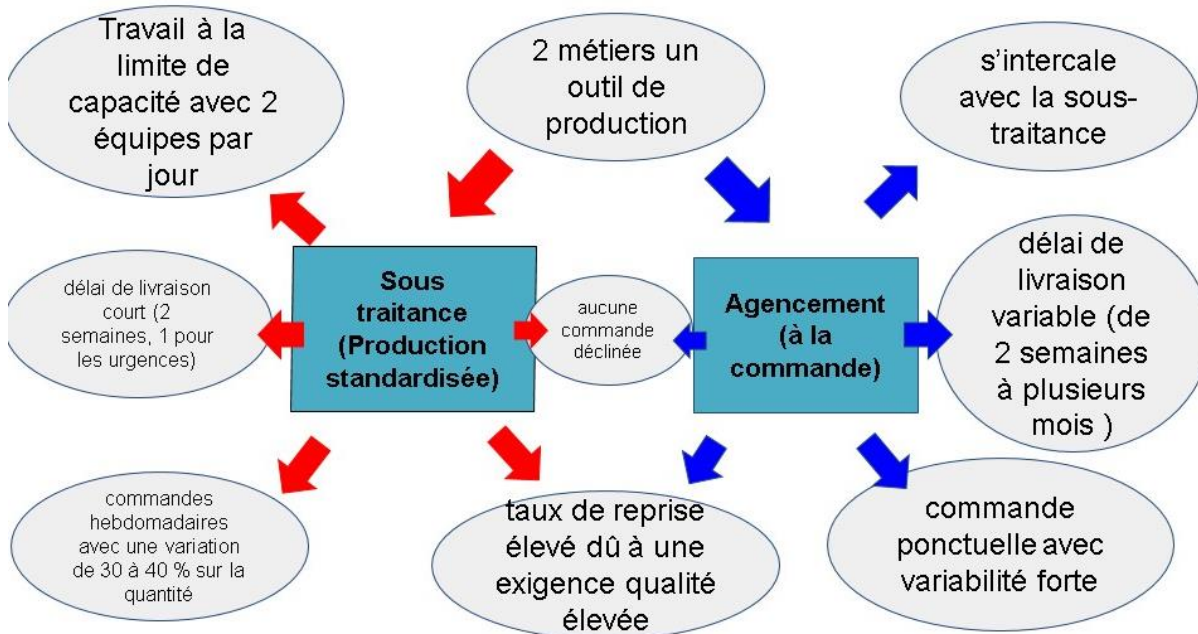 Travail à la
limite de
capacité avec 2
équipes par
jour
2 métiers un
outil de
production
s'intercale
avec la sous-
traitance
délai de livraison
court (2
semaines, 1 pour
les urgences)
Sous
traitance
(Production
standardisée)
aucune
commande
déclinée
Agencement
(à la
commande)
délai de
livraison
variable (de
2 semaines
à plusieurs
mois )
commandes
hebdomadaires
avec une variation
de 30 à 40 % sur la
quantité
taux de reprise
élevé dû à une
exigence qualité
élevée
commande
ponctuelle avec
variabilité forte